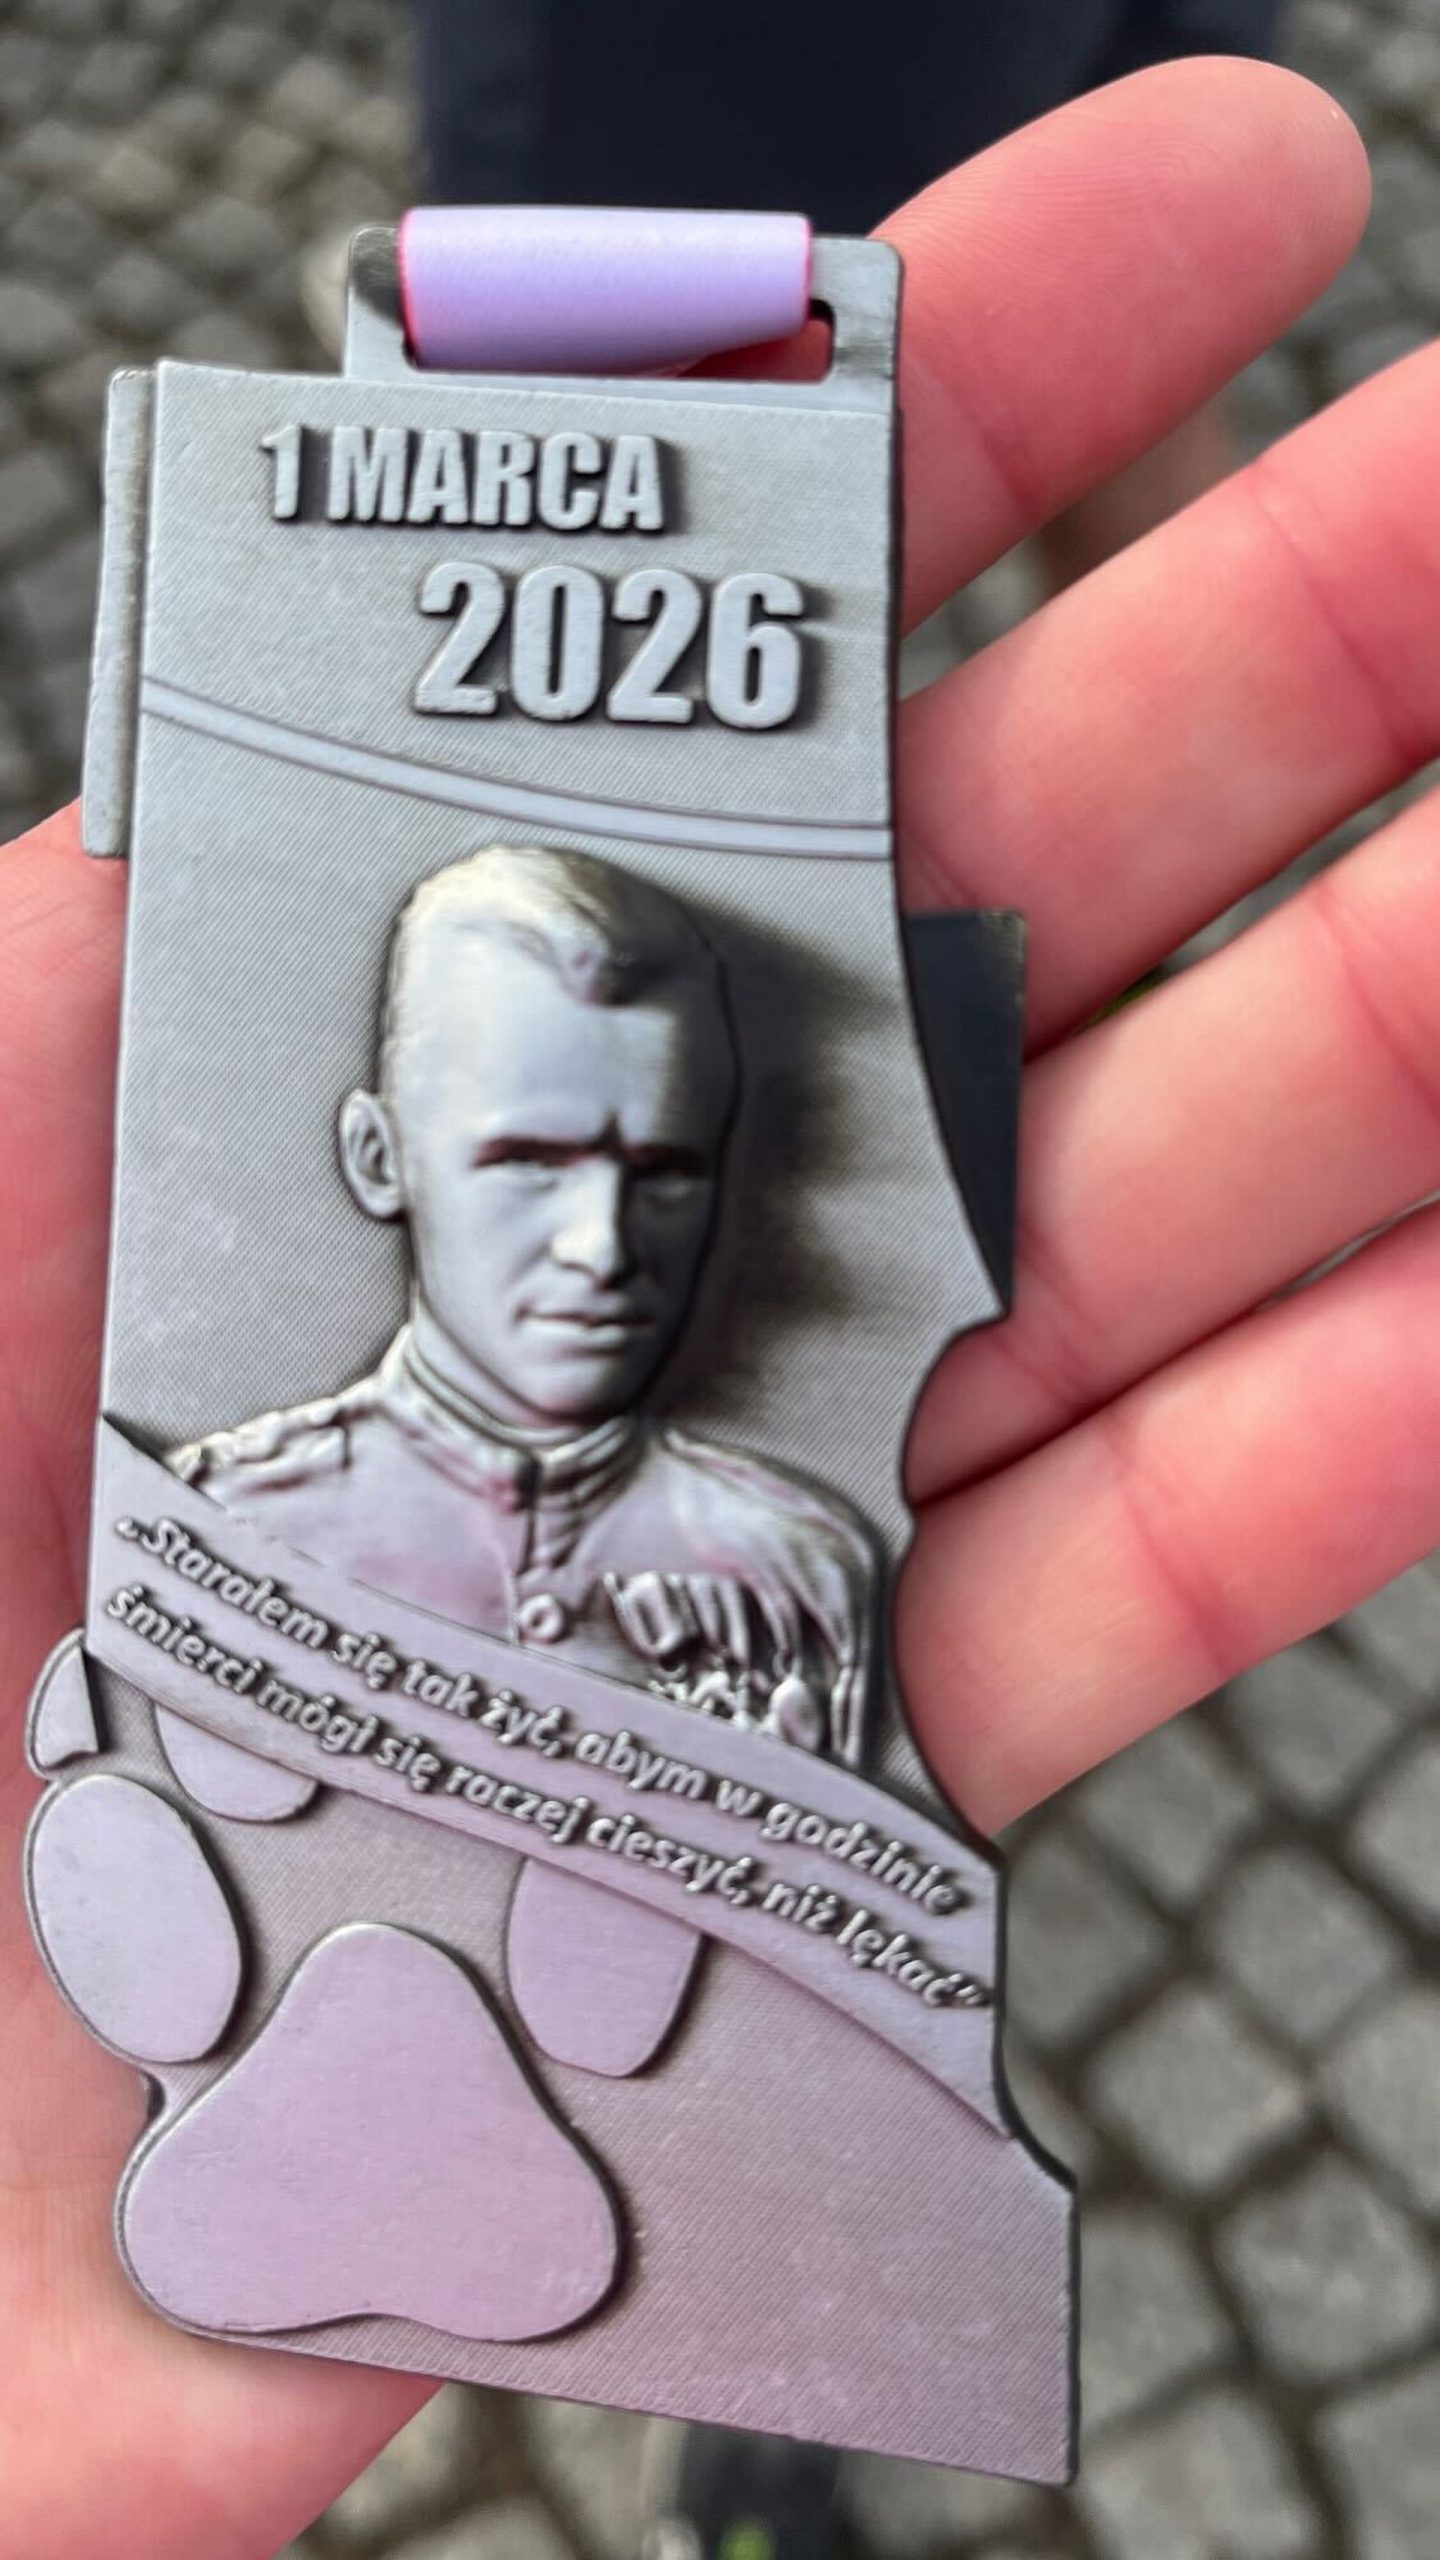 1 MARCA
2026
„Starałem się tak żyć, abym w godzinie
śmierci mógł się raczej cieszyć, niż lękać”